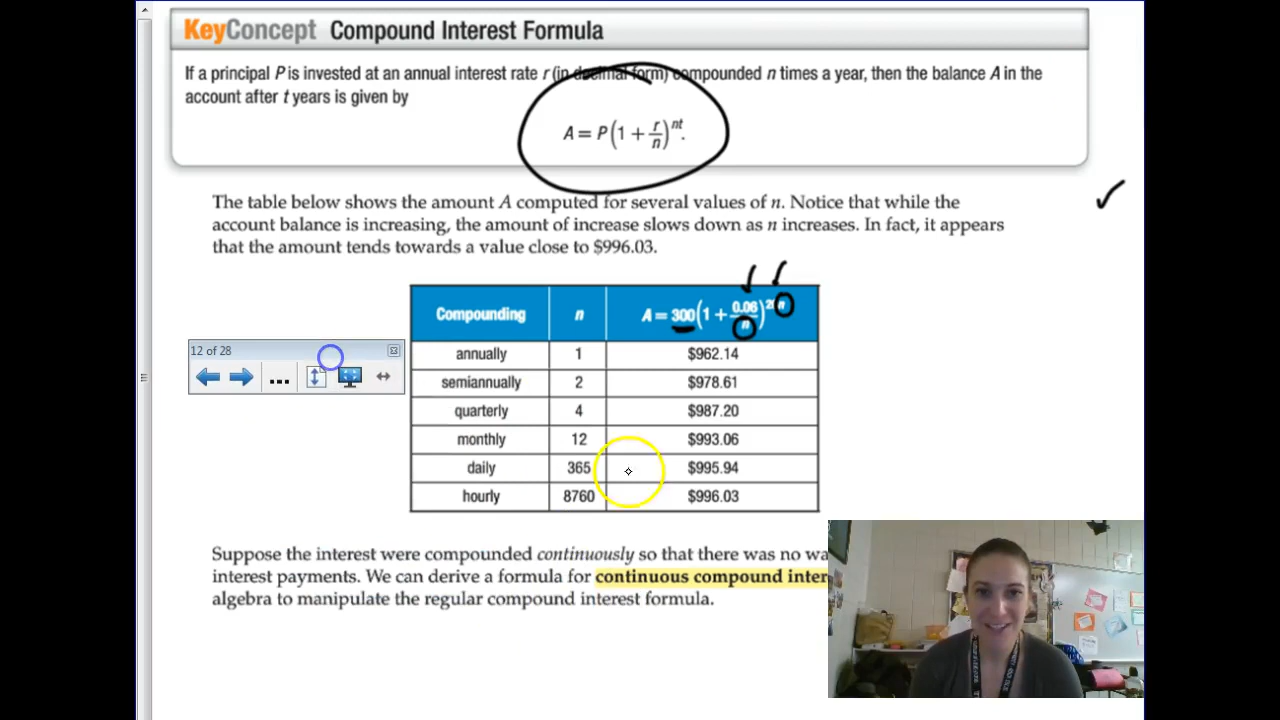 KeyConcept Compound Interest Formula
If a principal P is invested at an annual interest rate r (in decimal form) compounded n times a year, then the balance A in the
account after t years is given by
A = P(1 + r/n)^nt.
The table below shows the amount A computed for several values of n. Notice that while the
account balance is increasing, the amount of increase slows down as n increases. In fact, it appears
that the amount tends towards a value close to $996.03.
Compounding n A = 300(1 + 0.06/n)^20n
annually 1 $962.14
semiannually 2 $978.61
12 of 28
quarterly 4 $987.20
monthly 12 $993.06
daily 365 $995.94
hourly 8760 $996.03
Suppose the interest were compounded continuously so that there was no
interest payments. We can derive a formula for continuous compound
algebra to manipulate the regular compound interest formula.